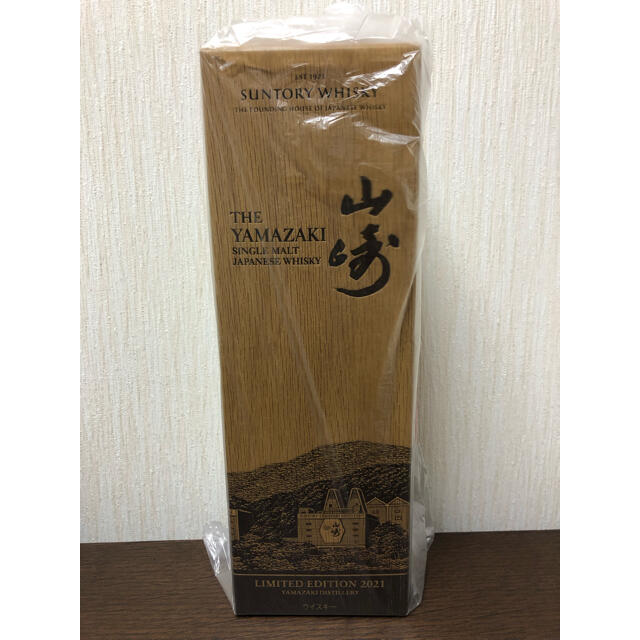 EST. 1923
SUNTORY WHISKY
THE FOUNDING HOUSE OF JAPANESE WHISKY
山崎
THE
YAMAZAKI
SINGLE MALT
JAPANESE WHISKY
LIMITED EDITION 2021
YAMAZAKI DISTILLERY
ウイスキー